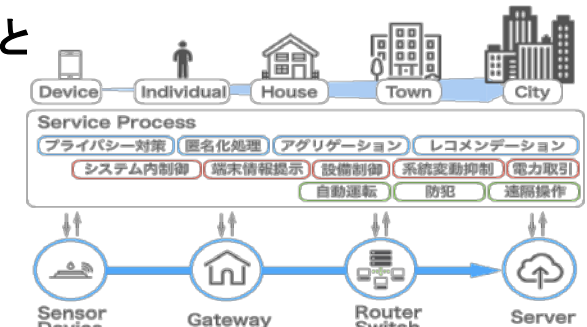 と
Device Individual House Town City
Service Process
プライバシー対策 匿名化処理 アグリゲーション レコメンデーション
システム内制御 端末情報提示 設備制御 系統変動抑制 電力取引
自動運転 防犯 遠隔操作
Sensor Device
Gateway
Router Switch
Server